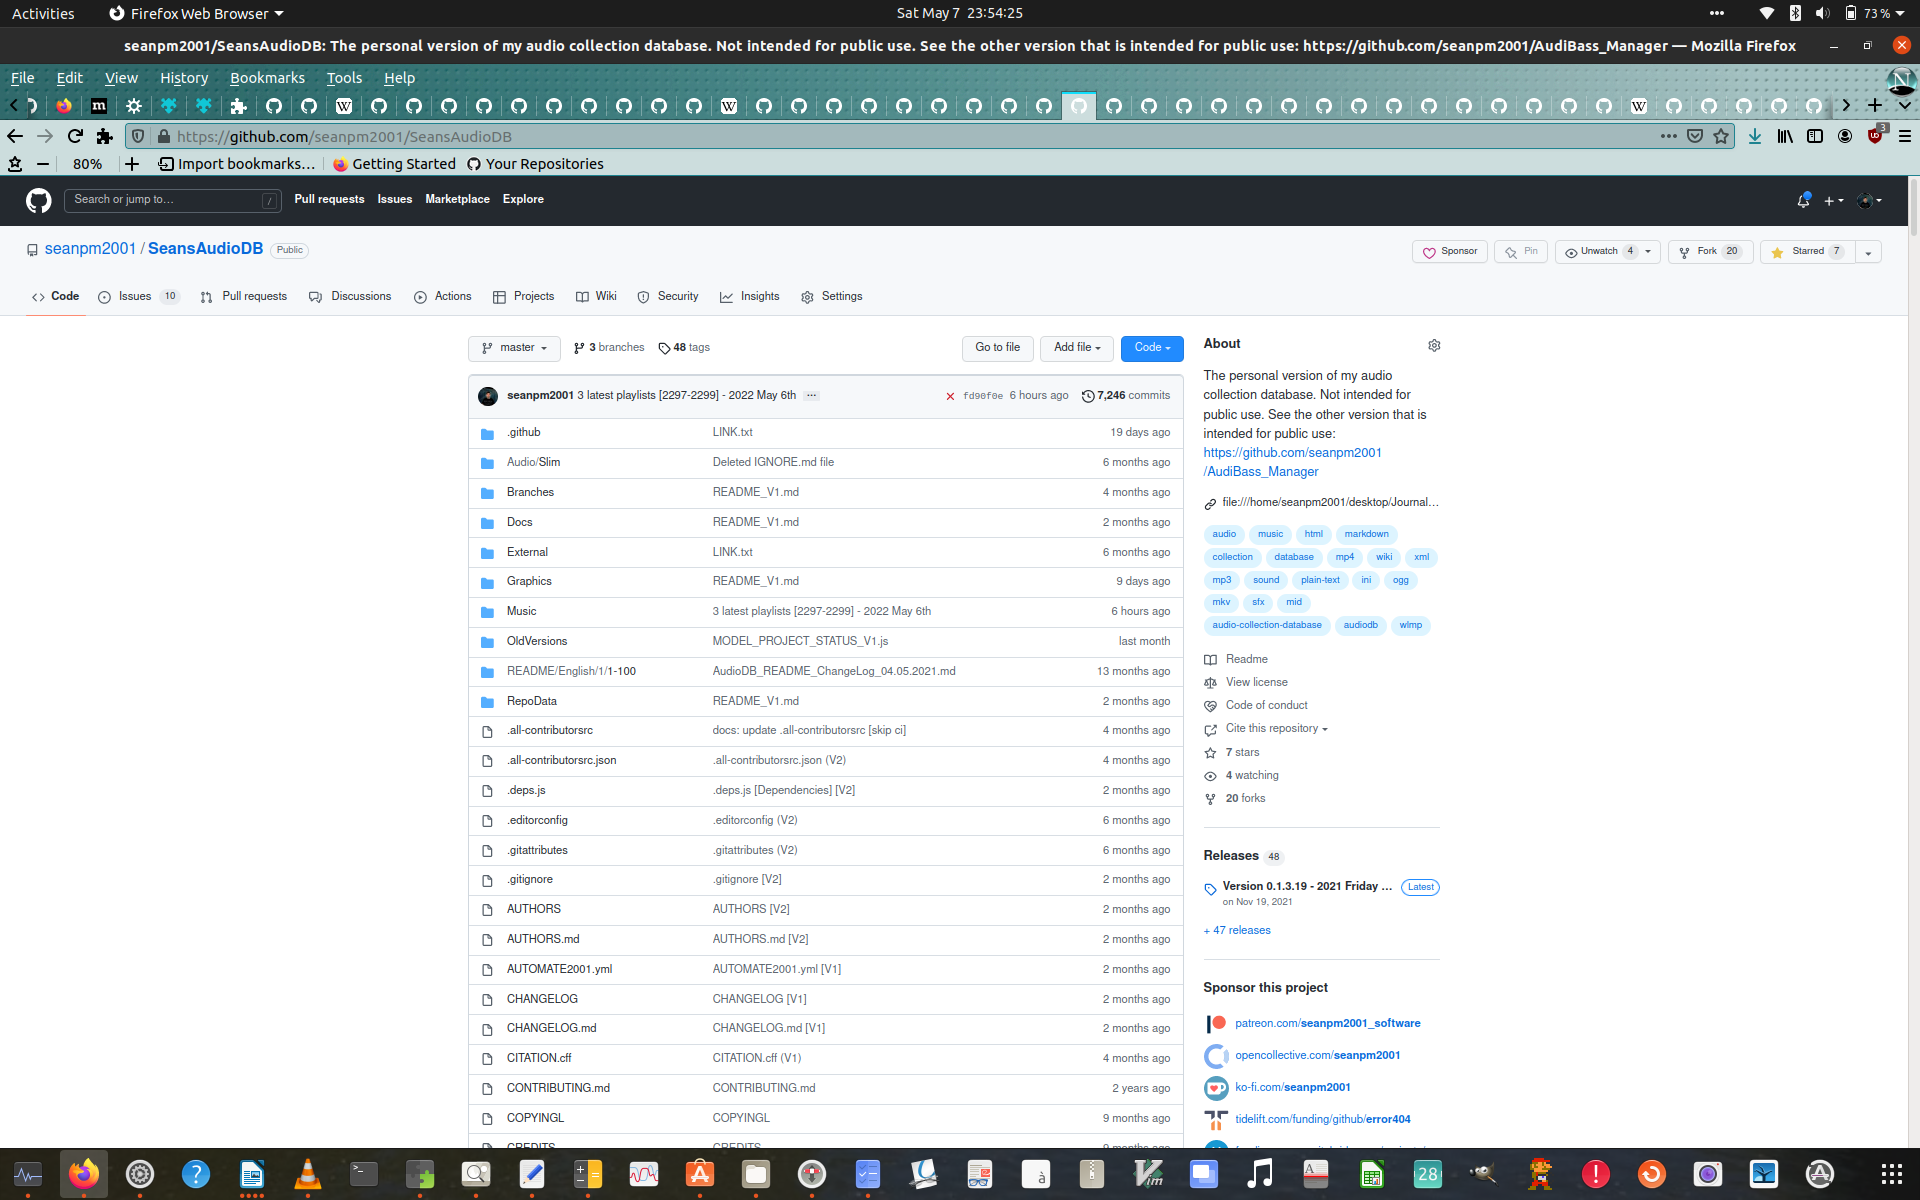 Activities
Firefox Web Browser
Sat May 7 23:54:25
73 %
seanpm2001/SeansAudioDB: The personal version of my audio collection database. Not intended for public use. See the other version that is intended for public use: https://github.com/seanpm2001/AudiBass_Manager — Mozilla Firefox
File Edit View History Bookmarks Tools Help
https://github.com/seanpm2001/SeansAudioDB
3
80%
Import bookmarks...
Getting Started
Your Repositories
Search or jump to...
/
Pull requests
Issues
Marketplace
Explore
seanpm2001 / SeansAudioDB
Public
Sponsor
Pin
Unwatch 4
Fork 20
Starred 7
Code
Issues 10
Pull requests
Discussions
Actions
Projects
Wiki
Security
Insights
Settings
master
3 branches
48 tags
Go to file
Add file
Code
seanpm2001 3 latest playlists [2297-2299] - 2022 May 6th ...
fd90f0e 6 hours ago
7,246 commits
.github LINK.txt 19 days ago
Audio/Slim Deleted IGNORE.md file 6 months ago
Branches README_V1.md 4 months ago
Docs README_V1.md 2 months ago
External LINK.txt 6 months ago
Graphics README_V1.md 9 days ago
Music 3 latest playlists [2297-2299] - 2022 May 6th 6 hours ago
OldVersions MODEL_PROJECT_STATUS_V1.js last month
README/English/1/1-100 AudioDB_README_ChangeLog_04.05.2021.md 13 months ago
RepoData README_V1.md 2 months ago
.all-contributorsrc docs: update .all-contributorsrc [skip ci] 4 months ago
.all-contributorsrc.json .all-contributorsrc.json (V2) 4 months ago
.deps.js .deps.js [Dependencies] [V2] 2 months ago
.editorconfig .editorconfig (V2) 6 months ago
.gitattributes .gitattributes (V2) 6 months ago
.gitignore .gitignore [V2] 2 months ago
AUTHORS AUTHORS [V2] 2 months ago
AUTHORS.md AUTHORS.md [V2] 2 months ago
AUTOMATE2001.yml AUTOMATE2001.yml [V1] 2 months ago
CHANGELOG CHANGELOG [V1] 2 months ago
CHANGELOG.md CHANGELOG.md [V1] 2 months ago
CITATION.cff CITATION.cff (V1) 4 months ago
CONTRIBUTING.md CONTRIBUTING.md 2 years ago
COPYINGL COPYINGL 9 months ago
CREDITS CREDITS 9 months ago
About
The personal version of my audio
collection database. Not intended for
public use. See the other version that is
intended for public use:
https://github.com/seanpm2001
/AudiBass_Manager
file:///home/seanpm2001/desktop/Journal...
audio music html markdown
collection database mp4 wiki xml
mp3 sound plain-text ini ogg
mkv sfx mid
audio-collection-database audiodb wlmp
Readme
View license
Code of conduct
Cite this repository
7 stars
4 watching
20 forks
Releases 48
Version 0.1.3.19 - 2021 Friday ... Latest
on Nov 19, 2021
+ 47 releases
Sponsor this project
patreon.com/seanpm2001_software
opencollective.com/seanpm2001
ko-fi.com/seanpm2001
tidelift.com/funding/github/error404
28